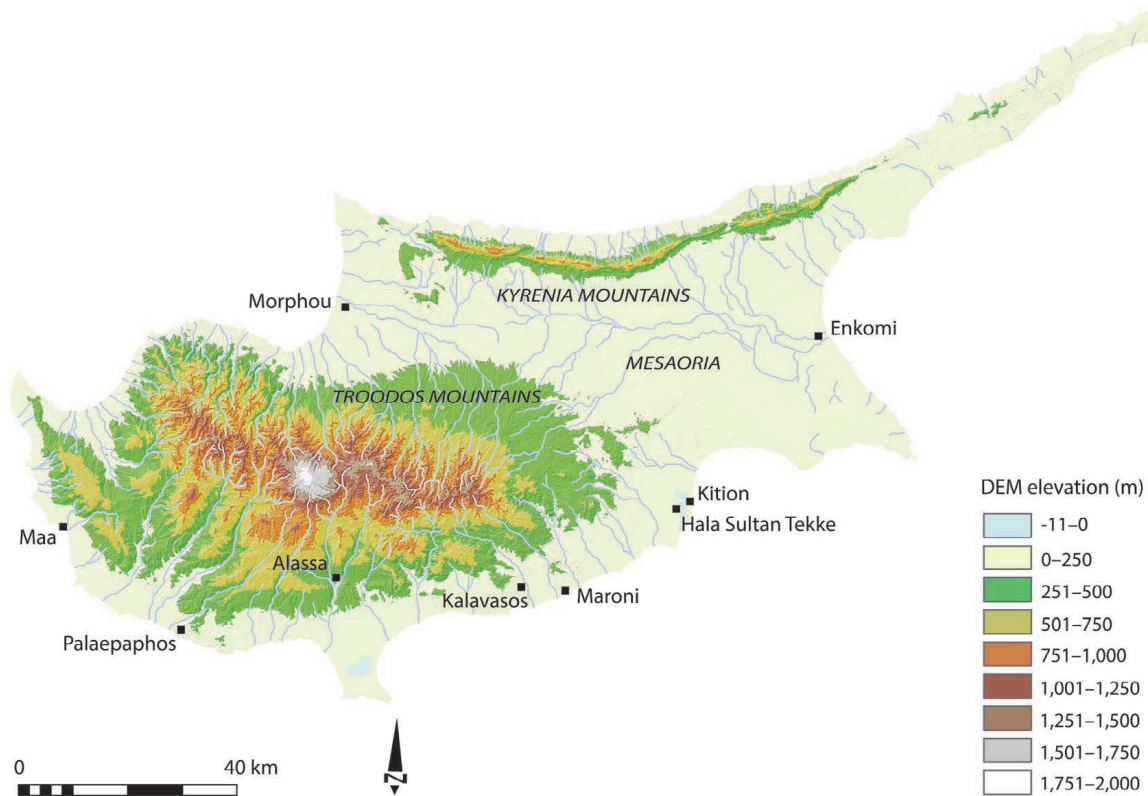 Morphou
KYRENIA MOUNTAINS
Enkomi
MESAORIA
TROODOS MOUNTAINS
Kition
Hala Sultan Tekke
Maa
Alassa
Kalavasos
Maroni
Palaepaphos
DEM elevation (m)
-11–0
0–250
251–500
501–750
751–1,000
1,001–1,250
1,251–1,500
1,501–1,750
1,751–2,000
0 40 km
N